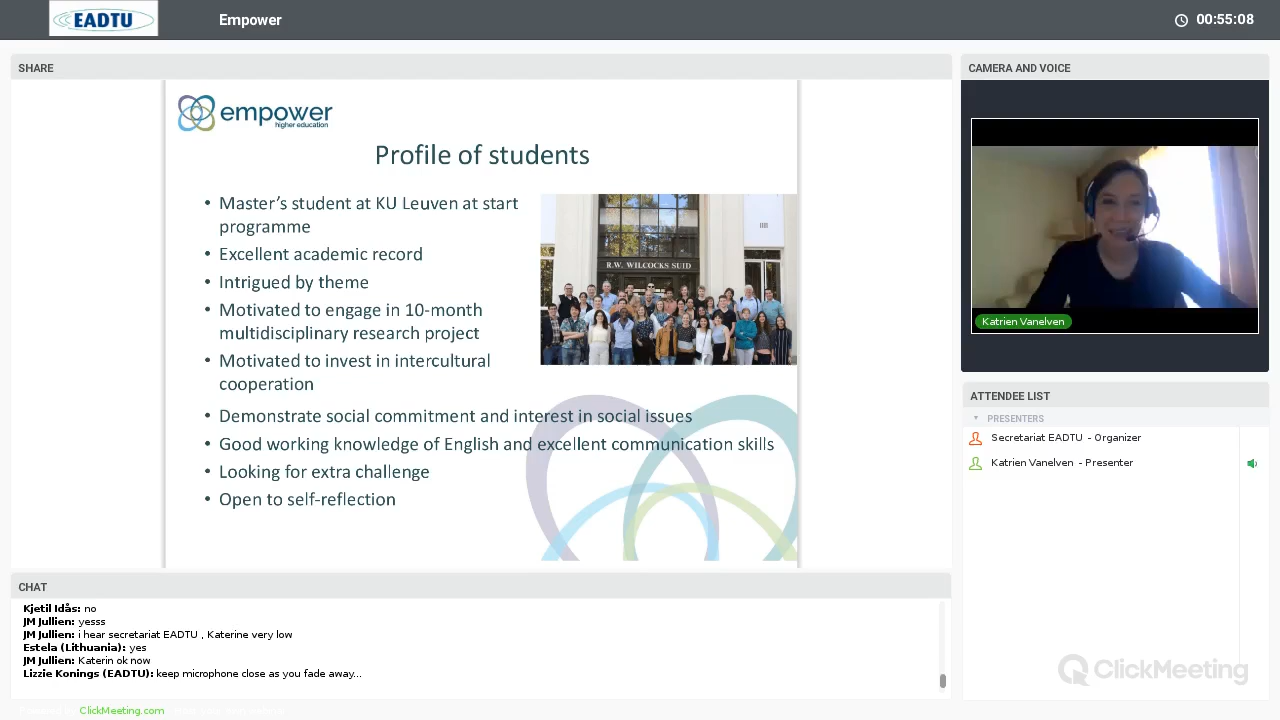 EADTU
Empower
00:55:08
SHARE
empower
higher education
Profile of students
• Master's student at KU Leuven at start
programme
• Excellent academic record
• Intrigued by theme
• Motivated to engage in 10-month
multidisciplinary research project
• Motivated to invest in intercultural
cooperation
• Demonstrate social commitment and interest in social issues
• Good working knowledge of English and excellent communication skills
• Looking for extra challenge
• Open to self-reflection
R.W. WILCOCKS
CAMERA AND VOICE
Katrien Vanelven
ATTENDEE LIST
PRESENTERS
Secretariat EADTU - Organizer
Katrien Vanelven - Presenter
CHAT
Kjetil Idås: no
JM Jullien: yesss
JM Jullien: i hear secretariat EADTU , Katerine very low
Estela (Lithuania): yes
JM Jullien: Katerin ok now
Lizzie Konings (EADTU): keep microphone close as you fade away...
ClickMeeting
ClickMeeting.com